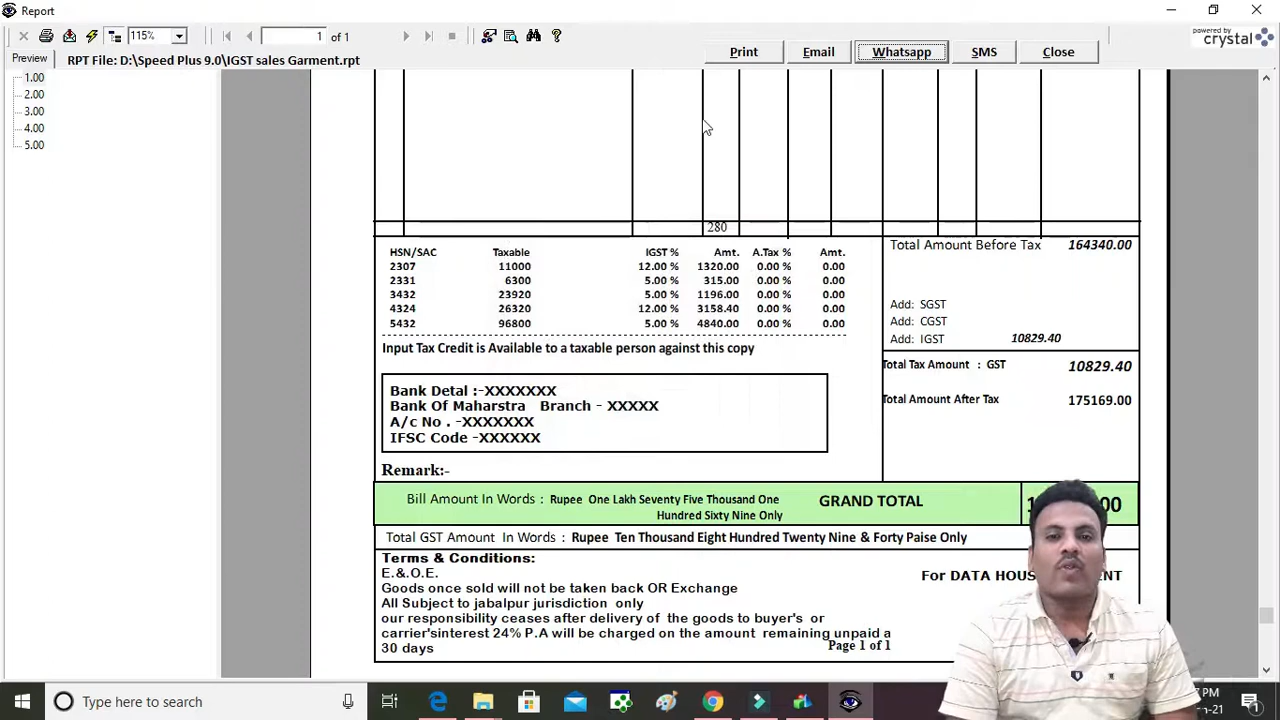 Report
115%
1
of 1
Print
Email
Whatsapp
SMS
Close
powered by
crystal
Preview
RPT File: D:\Speed Plus 9.0\IGST sales Garment.rpt
1.00
2.00
3.00
4.00
5.00
280
HSN/SAC Taxable IGST % Amt. A.Tax % Amt.
2307 11000 12.00 % 1320.00 0.00 % 0.00
2331 6300 5.00 % 315.00 0.00 % 0.00
3432 23920 5.00 % 1196.00 0.00 % 0.00
4324 26320 12.00 % 3158.40 0.00 % 0.00
5432 96800 5.00 % 4840.00 0.00 % 0.00
Total Amount Before Tax 164340.00
Add: SGST
Add: CGST
Add: IGST 10829.40
Total Tax Amount : GST 10829.40
Total Amount After Tax 175169.00
Input Tax Credit is Available to a taxable person against this copy
Bank Detal :-XXXXXXX
Bank Of Maharstra Branch - XXXXX
A/c No . -XXXXXXX
IFSC Code -XXXXXX
Remark:-
Bill Amount In Words : Rupee One Lakh Seventy Five Thousand One
Hundred Sixty Nine Only
GRAND TOTAL
Total GST Amount In Words : Rupee Ten Thousand Eight Hundred Twenty Nine & Forty Paise Only
Terms & Conditions:
E.&.O.E.
Goods once sold will not be taken back OR Exchange
All Subject to jabalpur jurisdiction only
our responsibility ceases after delivery of the goods to buyer's or
carrier'sinterest 24% P.A will be charged on the amount remaining unpaid a
30 days
For DATA
Page 1 of 1
Type here to search
PM